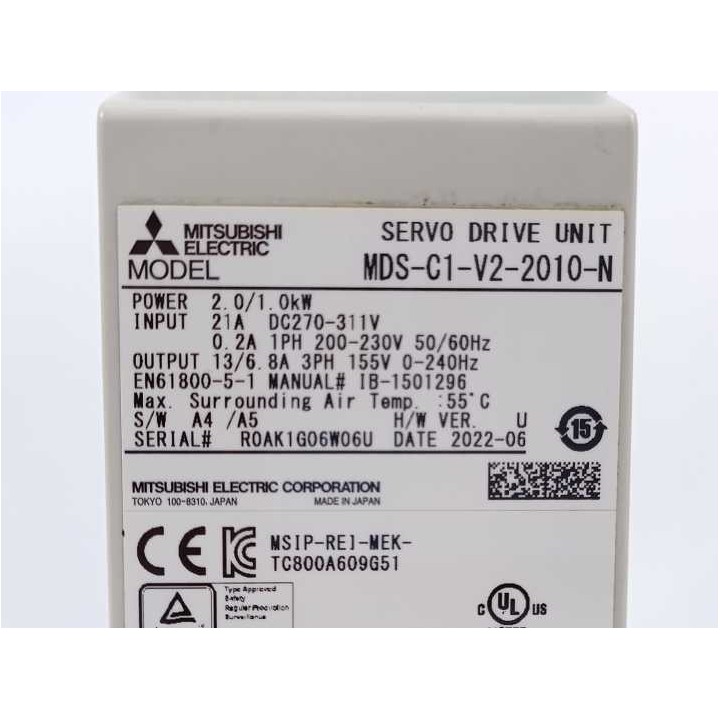 MITSUBISHI
ELECTRIC
SERVO DRIVE UNIT
MODEL MDS-C1-V2-2010-N
POWER 2.0/1.0kW
INPUT 21A DC270-311V
0.2A 1PH 200-230V 50/60Hz
OUTPUT 13/6.8A 3PH 155V 0-240Hz
EN61800-5-1 MANUAL# IB-1501296
Max. Surrounding Air Temp. :55°C
S/W A4 /A5 H/W VER. U
SERIAL# R0AK1G06W06U DATE 2022-06
15
MITSUBISHI ELECTRIC CORPORATION
TOKYO 100-8310, JAPAN MADE IN JAPAN
CE
MSIP-REI-MEK-
TC800A609G51
Type Approved
Safety
Regular Production
Surveillance
C UL US